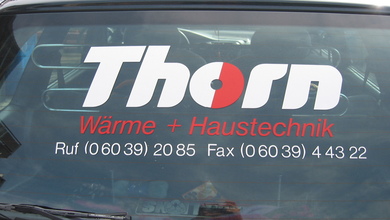 Thorn
Wärme + Haustechnik
Ruf (0 60 39) 20 85 Fax (0 60 39) 4 43 22